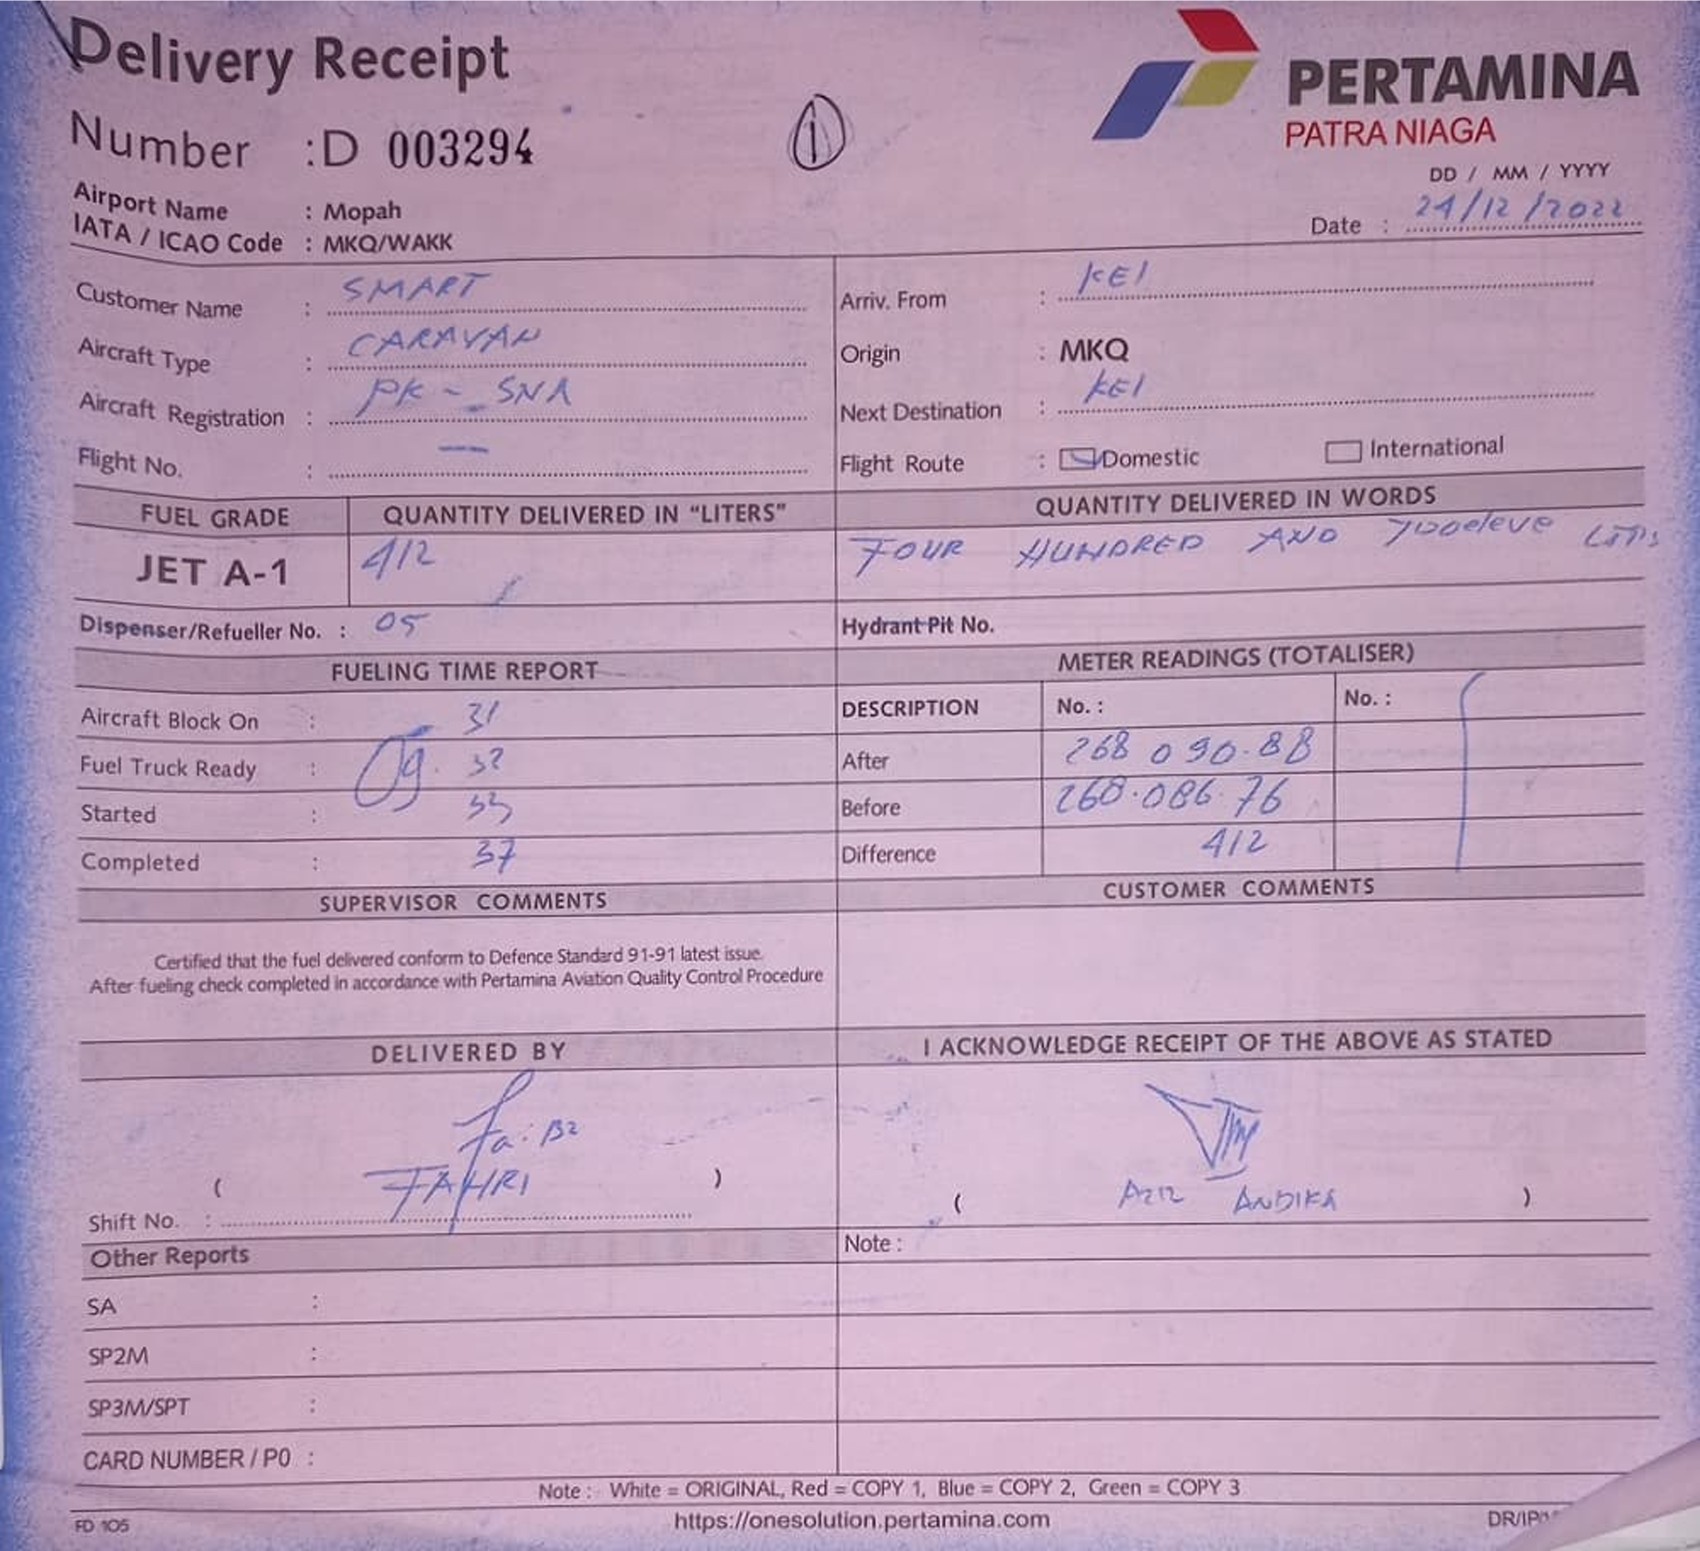 Delivery Receipt
PERTAMINA
PATRA NIAGA
Number : D 003294
1
DD / MM / YYYY
Airport Name : Mopah
Date : 24/12/2022
IATA / ICAO Code : MKQ/WAKK
Customer Name : SMART
Arriv. From : KEI
Aircraft Type : CARAVAN
Origin : MKQ
Aircraft Registration : PK - SNA
Next Destination : KEI
Flight No. : —
Flight Route : Domestic International
FUEL GRADE QUANTITY DELIVERED IN "LITERS" QUANTITY DELIVERED IN WORDS
JET A-1 412 FOUR HUNDRED AND
Dispenser/Refueller No. : 05 Hydrant Pit No.
FUELING TIME REPORT METER READINGS (TOTALISER)
Aircraft Block On : 31
DESCRIPTION No. : No. :
Fuel Truck Ready : 09. 32
After 268 090.88
Started : 33
Before 268.086.76
Completed : 37
Difference 412
SUPERVISOR COMMENTS CUSTOMER COMMENTS
Certified that the fuel delivered conform to Defence Standard 91-91 latest issue.
After fueling check completed in accordance with Pertamina Aviation Quality Control Procedure
DELIVERED BY I ACKNOWLEDGE RECEIPT OF THE ABOVE AS STATED
( FAHRI ) ( AZIZ ANDIKA )
Shift No. :
Other Reports Note :
SA :
SP2M :
SP3M/SPT :
CARD NUMBER / PO :
Note : White = ORIGINAL, Red = COPY 1, Blue = COPY 2, Green = COPY 3
FD 105 https://onesolution.pertamina.com